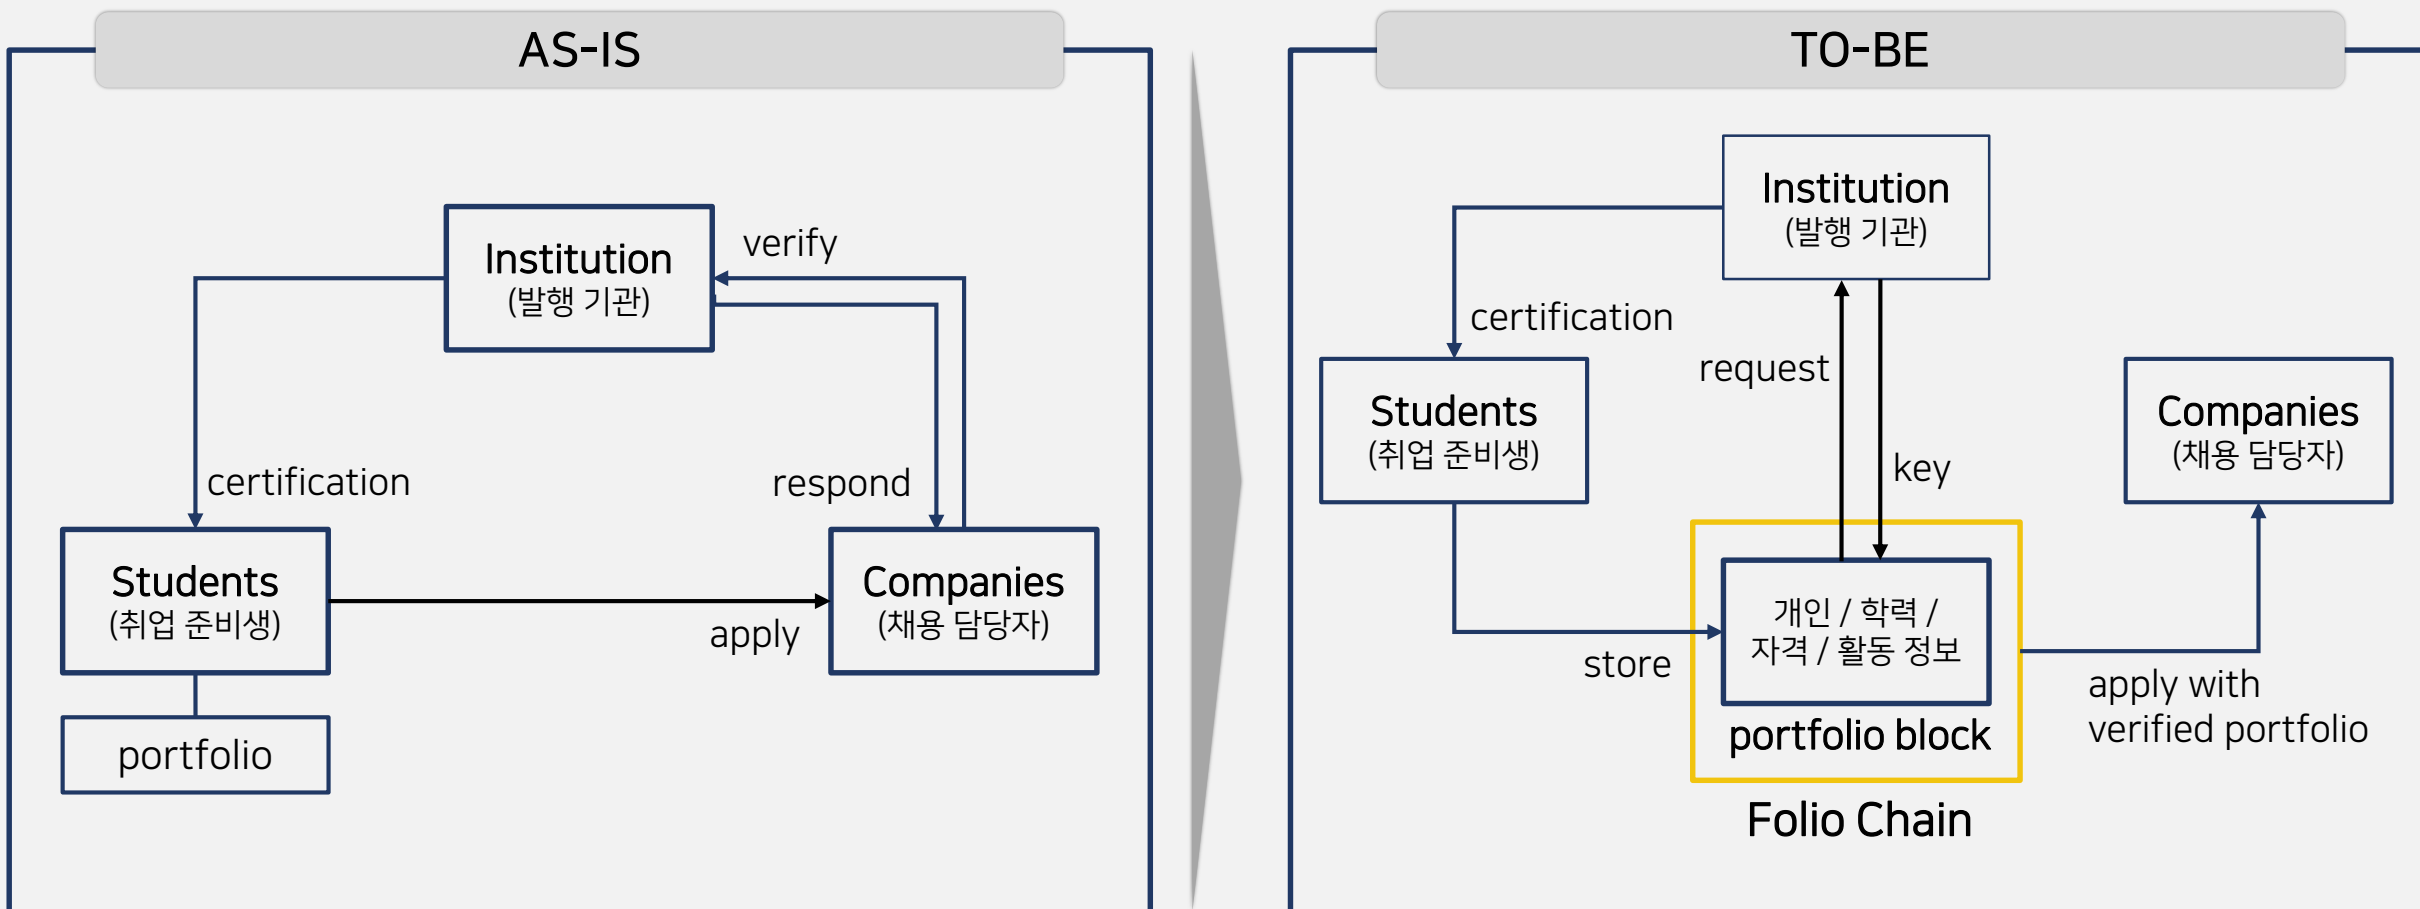 AS-IS
Institution
(발행 기관)
verify
certification
respond
Students
(취업 준비생)
apply
Companies
(채용 담당자)
portfolio
TO-BE
Institution
(발행 기관)
certification
request
key
Students
(취업 준비생)
Companies
(채용 담당자)
store
개인 / 학력 /
자격 / 활동 정보
portfolio block
apply with
verified portfolio
Folio Chain